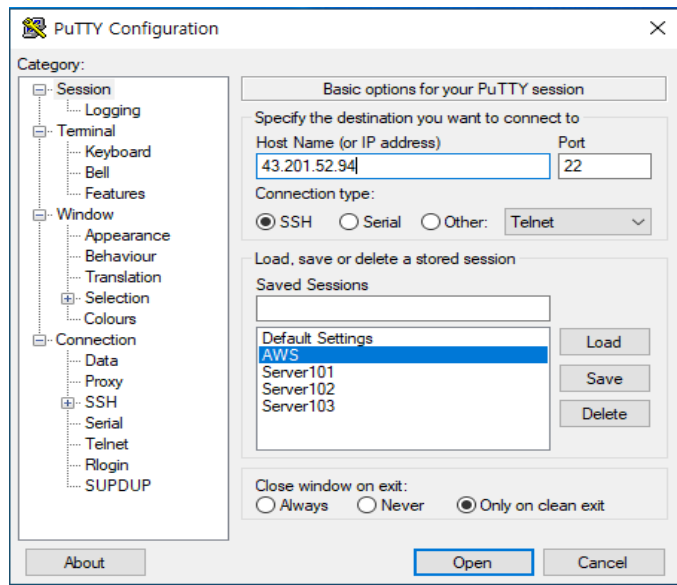 PuTTY Configuration
Category:
Session
Logging
Terminal
Keyboard
Bell
Features
Window
Appearance
Behaviour
Translation
Selection
Colours
Connection
Data
Proxy
SSH
Serial
Telnet
Rlogin
SUPDUP
Basic options for your PuTTY session
Specify the destination you want to connect to
Host Name (or IP address) Port
43.201.52.94 22
Connection type:
SSH Serial Other: Telnet
Load, save or delete a stored session
Saved Sessions
Default Settings
AWS
Server101
Server102
Server103
Load
Save
Delete
Close window on exit:
Always Never Only on clean exit
About Open Cancel